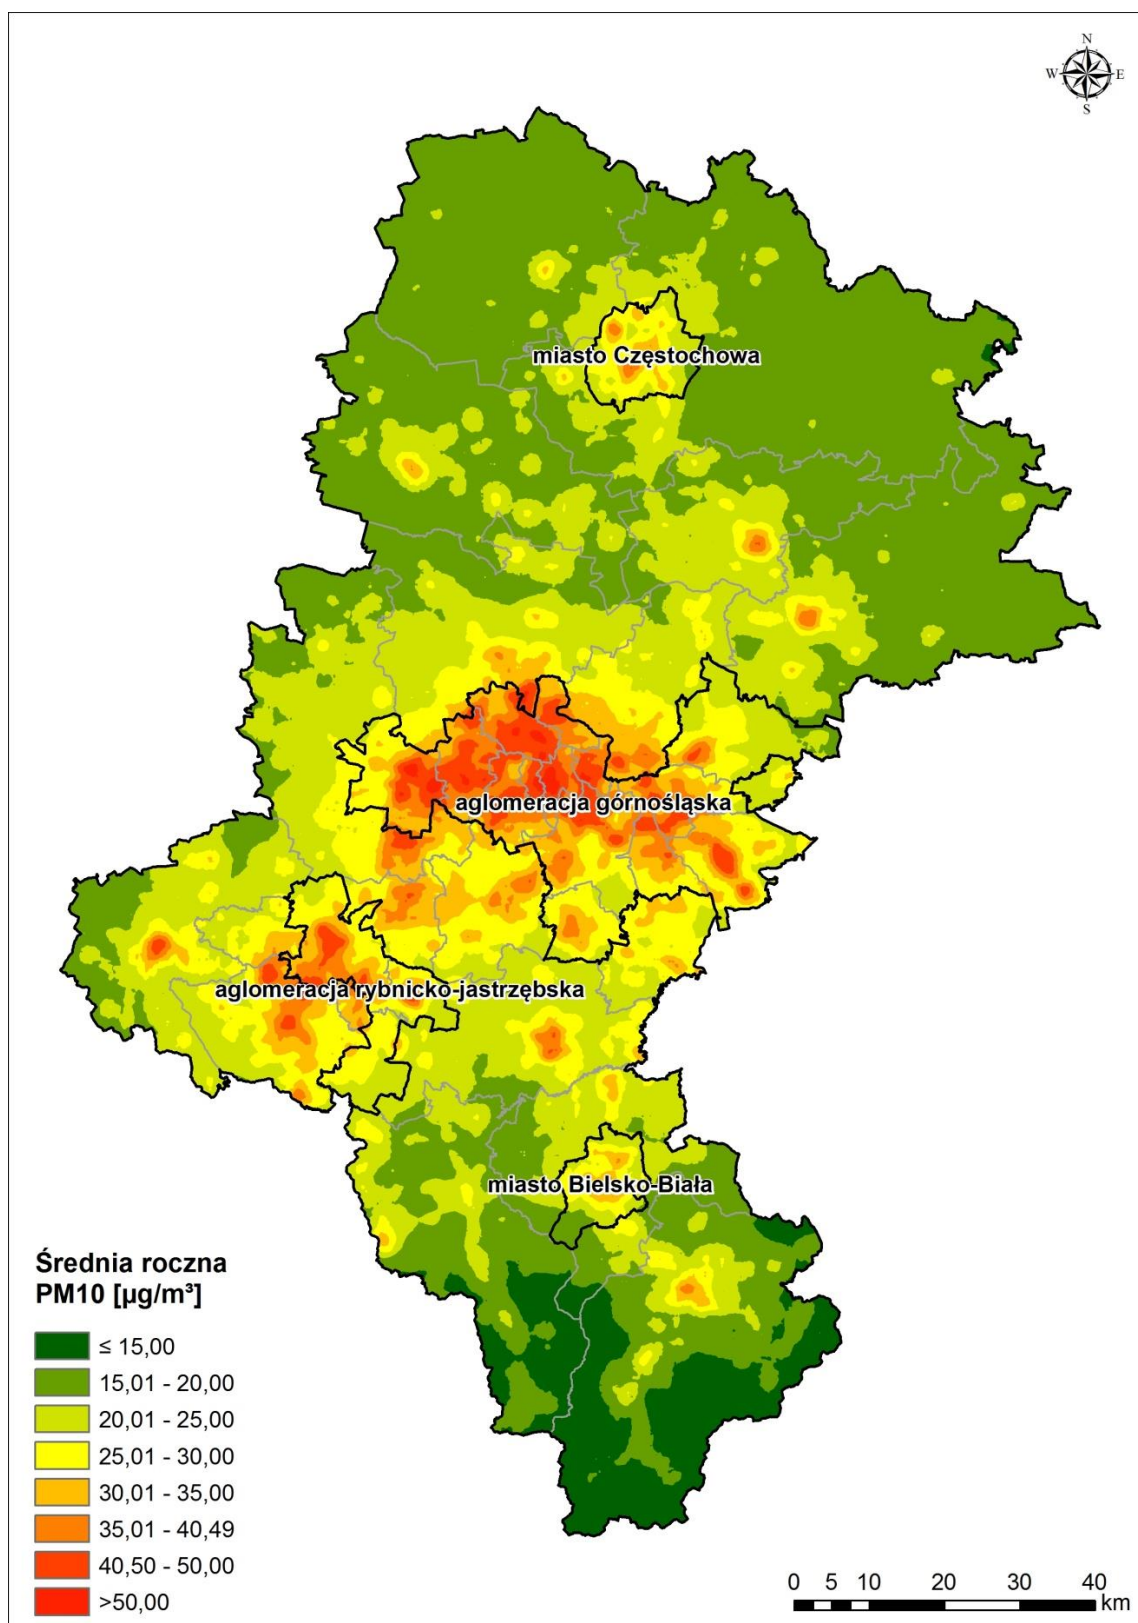 N
W E
S
miasto Częstochowa
aglomeracja górnośląska
aglomeracja rybnicko-jastrzębska
miasto Bielsko-Biała
Średnia roczna
PM10 [µg/m³]
≤ 15,00
15,01 - 20,00
20,01 - 25,00
25,01 - 30,00
30,01 - 35,00
35,01 - 40,49
40,50 - 50,00
>50,00
0 5 10 20 30 40
km